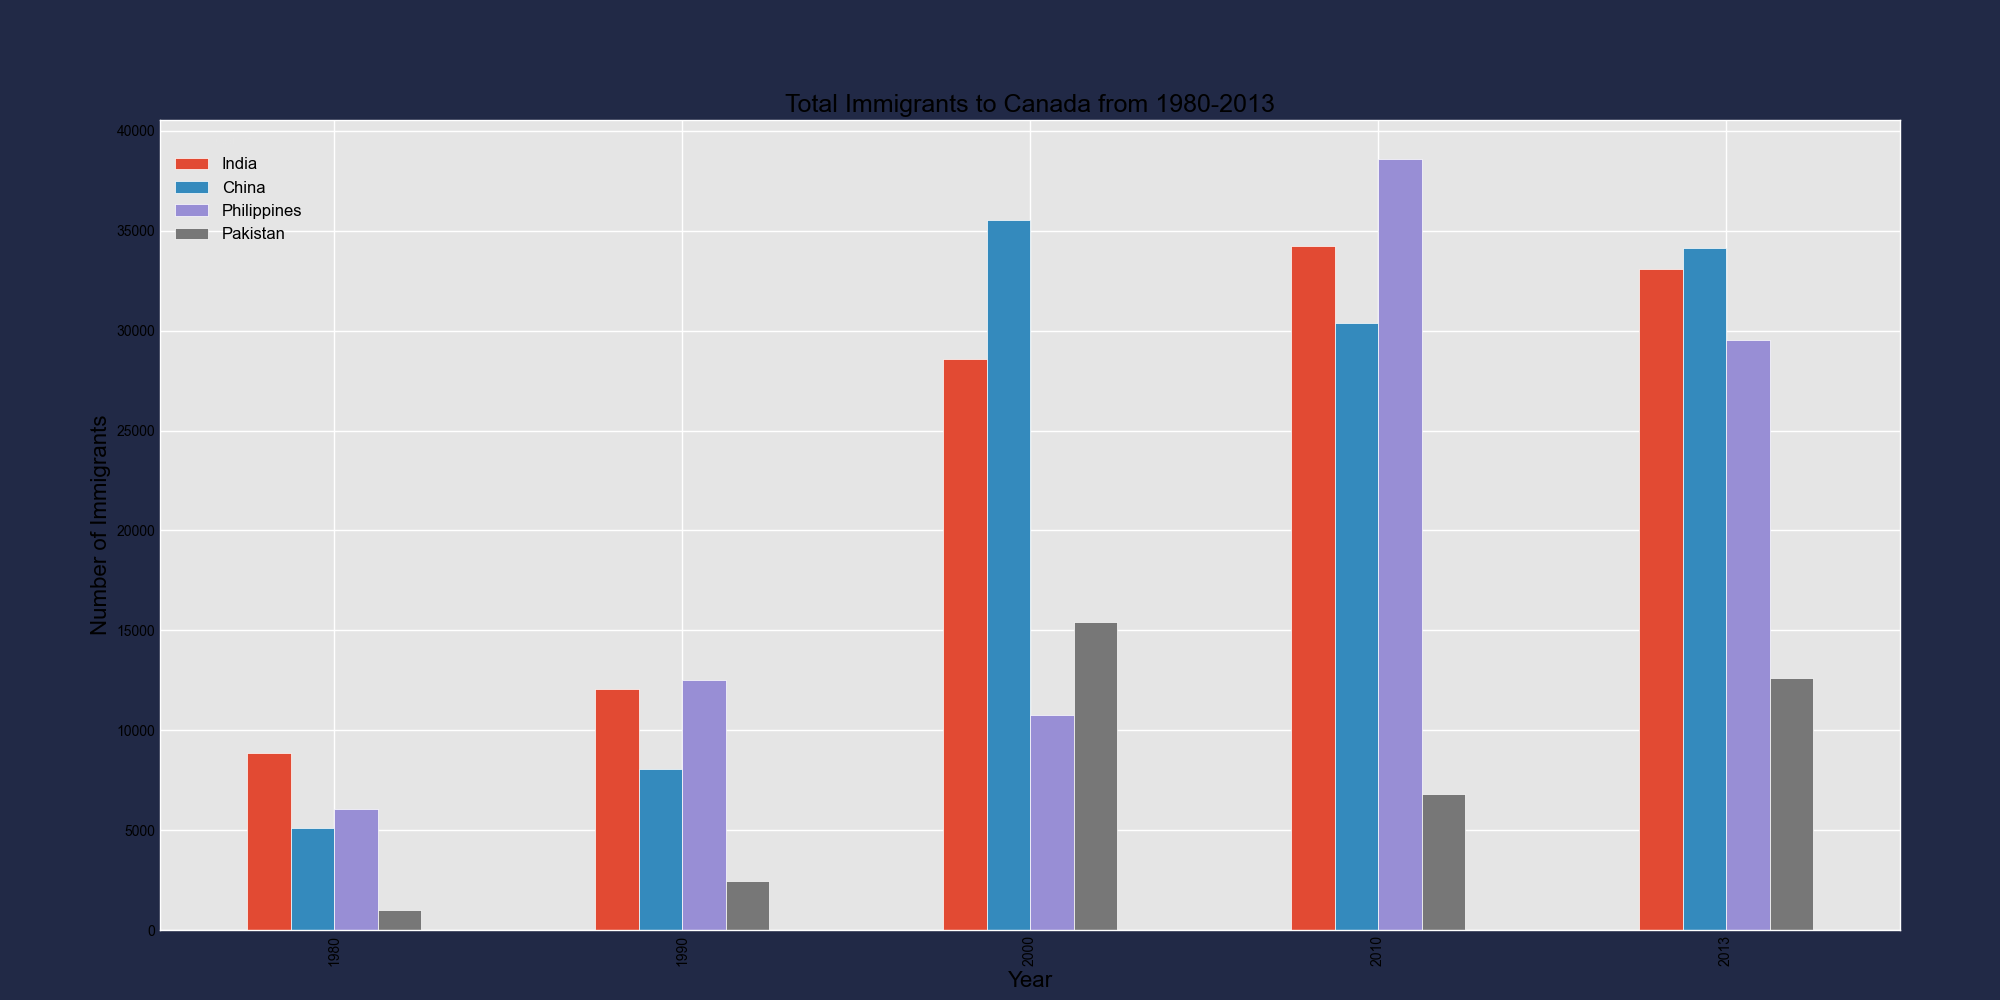 Total Immigrants to Canada from 1980-2013
40000
35000
30000
25000
20000
15000
10000
5000
0
Number of Immigrants
India
China
Philippines
Pakistan
1980
1990
2000
2010
2013
Year